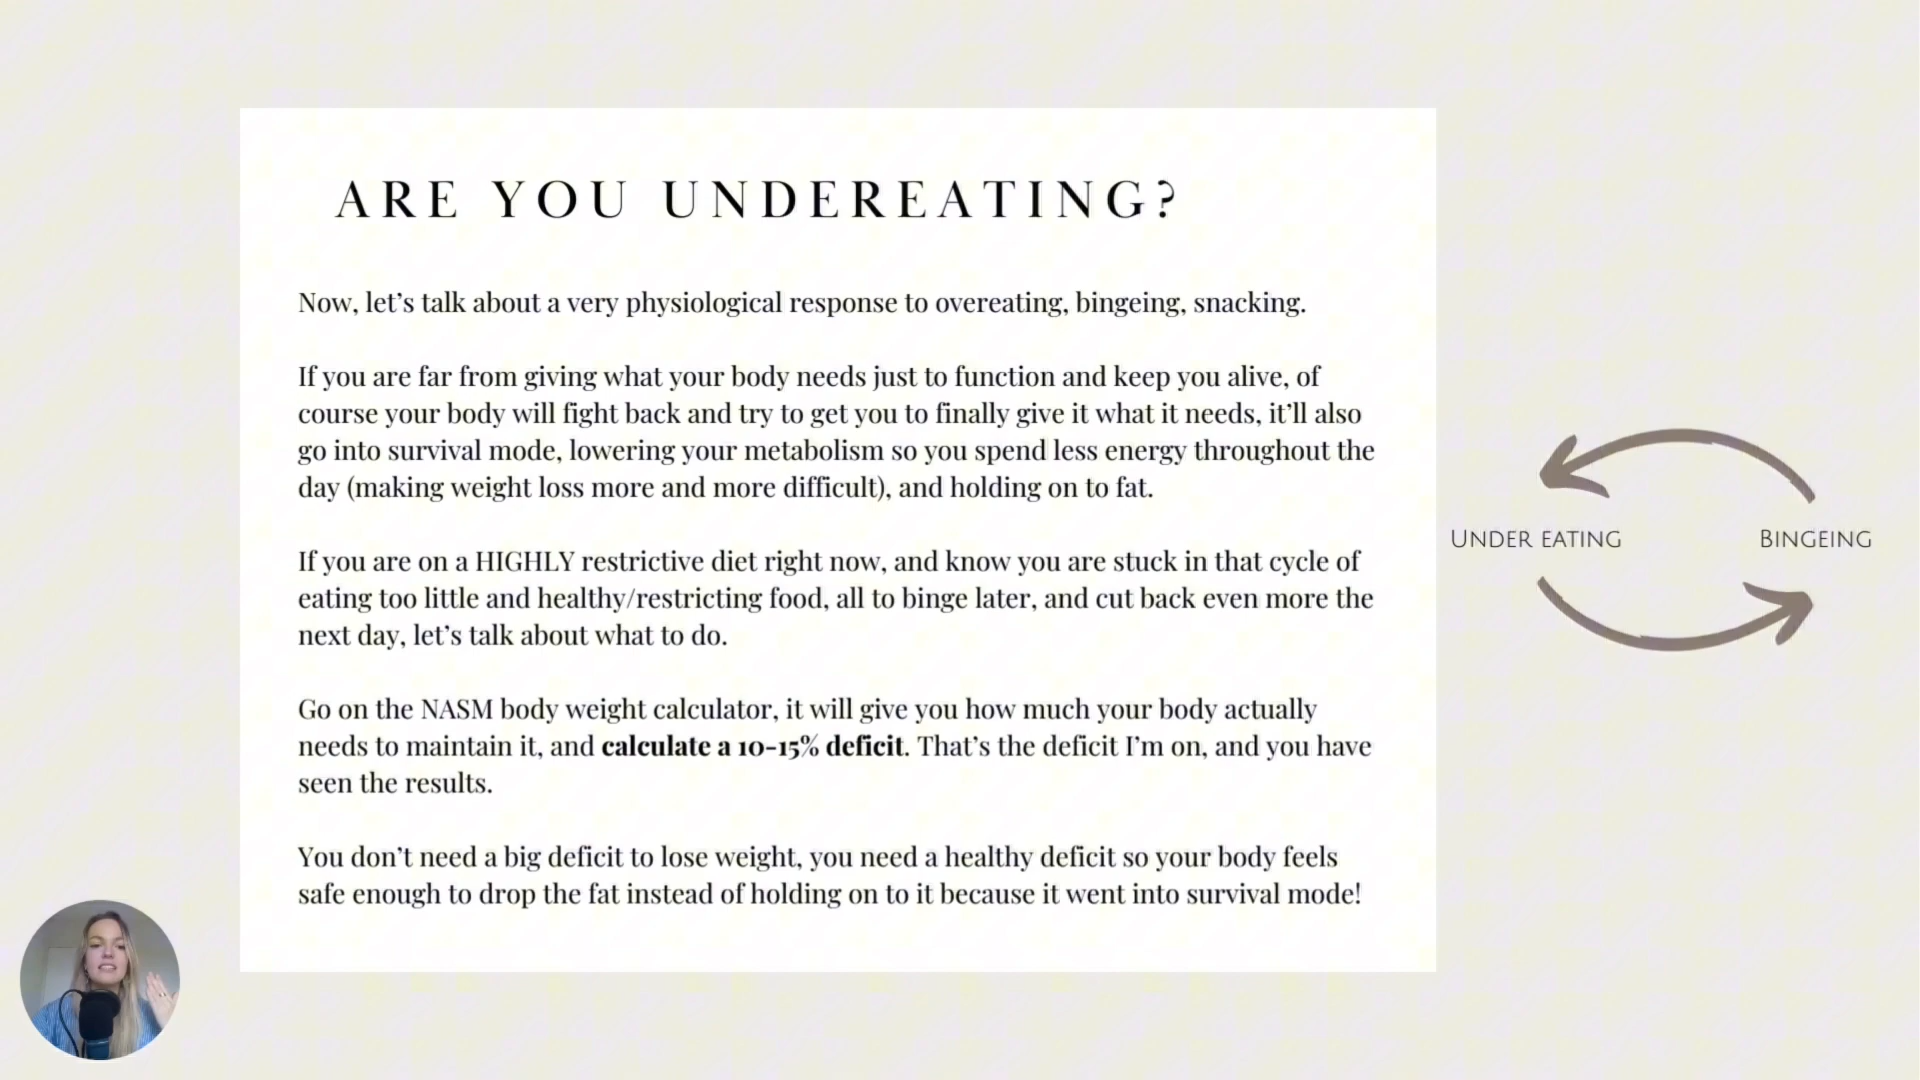 ARE YOU UNDEREATING?
Now, let's talk about a very physiological response to overeating, bingeing, snacking.
If you are far from giving what your body needs just to function and keep you alive, of
course your body will fight back and try to get you to finally give it what it needs, it'll also
go into survival mode, lowering your metabolism so you spend less energy throughout the
day (making weight loss more and more difficult), and holding on to fat.
If you are on a HIGHLY restrictive diet right now, and know you are stuck in that cycle of
eating too little and healthy/restricting food, all to binge later, and cut back even more the
next day, let's talk about what to do.
Go on the NASM body weight calculator, it will give you how much your body actually
needs to maintain it, and calculate a 10-15% deficit. That's the deficit I'm on, and you have
seen the results.
You don't need a big deficit to lose weight, you need a healthy deficit so your body feels
safe enough to drop the fat instead of holding on to it because it went into survival mode!
UNDER EATING
BINGEING